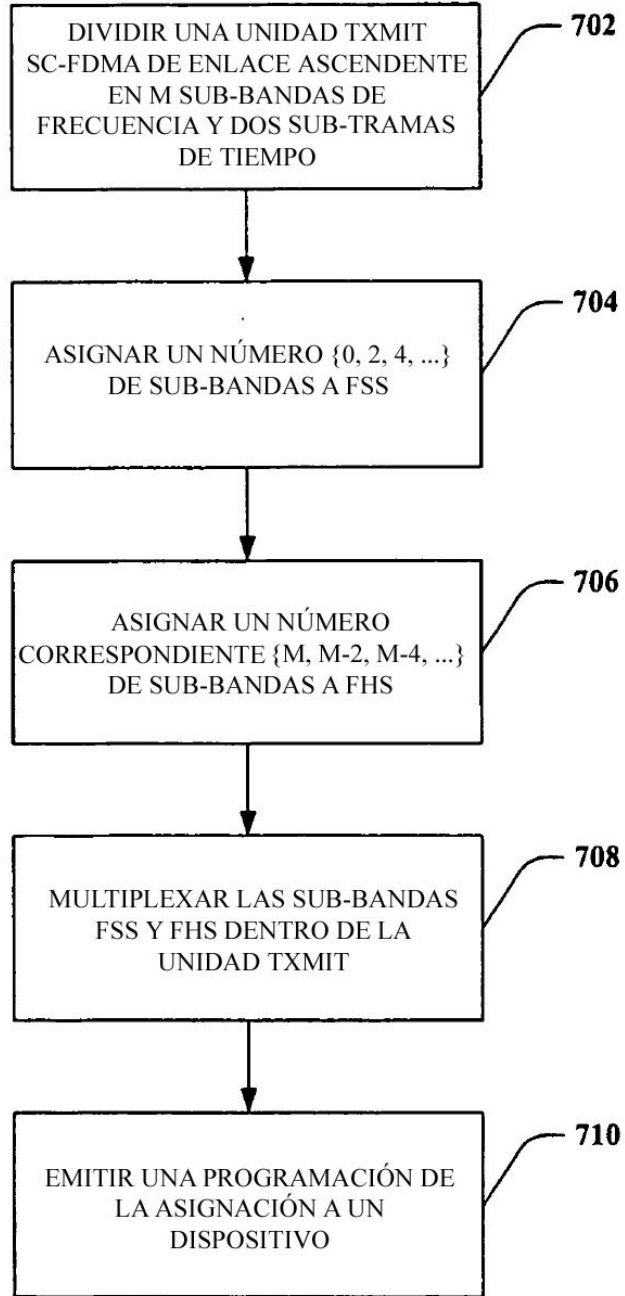 DIVIDIR UNA UNIDAD TXMIT
SC-FDMA DE ENLACE ASCENDENTE
EN M SUB-BANDAS DE
FRECUENCIA Y DOS SUB-TRAMAS
DE TIEMPO
702
ASIGNAR UN NÚMERO {0, 2, 4, ...}
DE SUB-BANDAS A FSS
704
ASIGNAR UN NÚMERO
CORRESPONDIENTE {M, M-2, M-4, ...}
DE SUB-BANDAS A FHS
706
MULTIPLEXAR LAS SUB-BANDAS
FSS Y FHS DENTRO DE LA
UNIDAD TXMIT
708
EMITIR UNA PROGRAMACIÓN DE
LA ASIGNACIÓN A UN
DISPOSITIVO
710